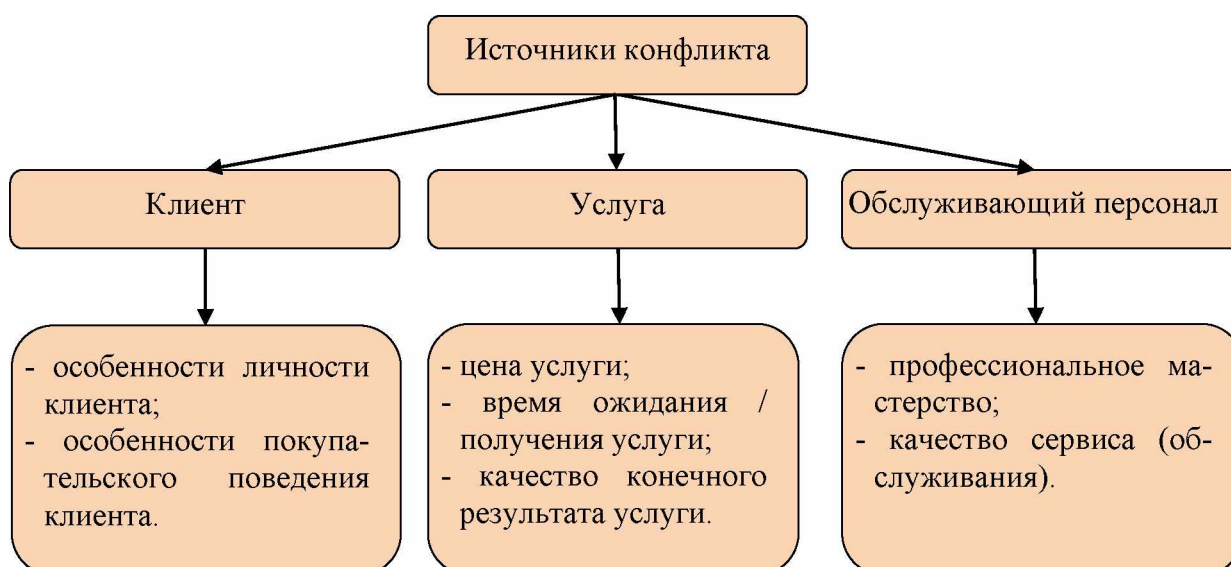 Источники конфликта
Клиент
Услуга
Обслуживающий персонал
- особенности личности
клиента;
- особенности покупа-
тельского поведения
клиента.
- цена услуги;
- время ожидания /
получения услуги;
- качество конечного
результата услуги.
- профессиональное ма-
стерство;
- качество сервиса (об-
служивания).